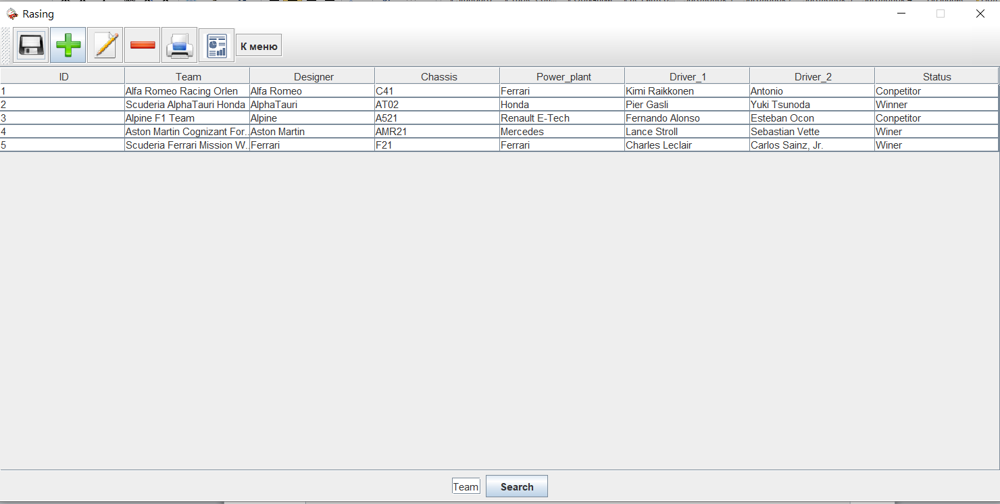 Rasing
К меню
ID Team Designer Chassis Power_plant Driver_1 Driver_2 Status
1 Alfa Romeo Racing Orlen Alfa Romeo C41 Ferrari Kimi Raikkonen Antonio Conpetitor
2 Scuderia AlphaTauri Honda AlphaTauri AT02 Honda Pier Gasli Yuki Tsunoda Winner
3 Alpine F1 Team Alpine A521 Renault E-Tech Fernando Alonso Esteban Ocon Conpetitor
4 Aston Martin Cognizant For... Aston Martin AMR21 Mercedes Lance Stroll Sebastian Vette Winer
5 Scuderia Ferrari Mission W... Ferrari F21 Ferrari Charles Leclair Carlos Sainz, Jr. Winer
Team Search